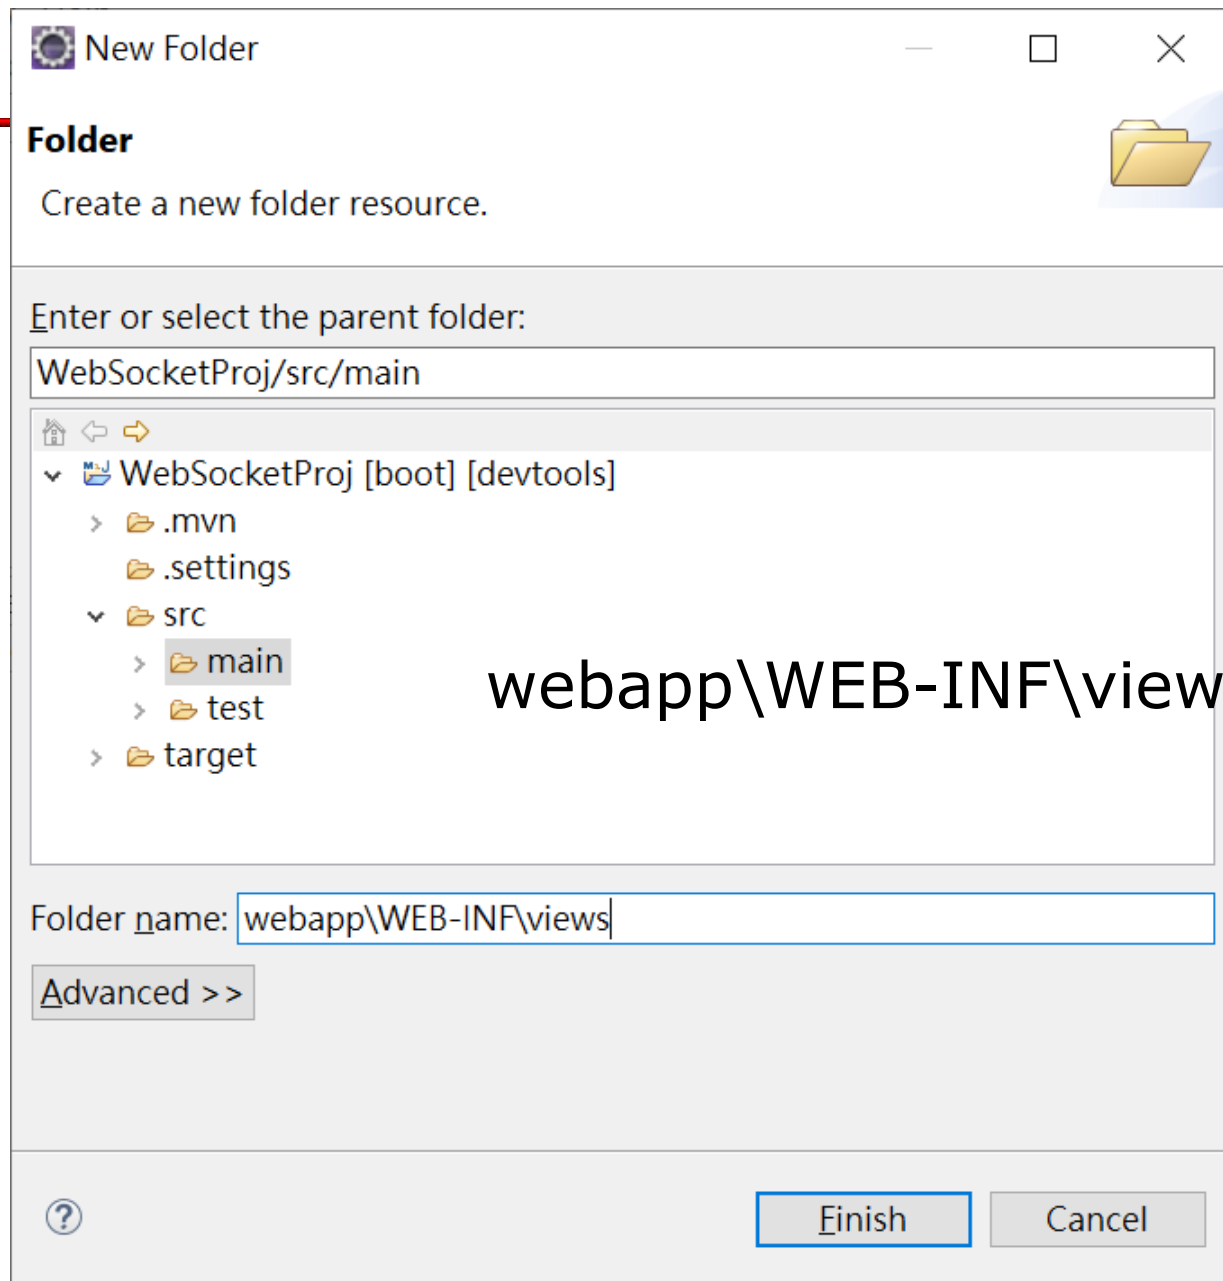 New Folder
Folder
Create a new folder resource.
Enter or select the parent folder:
WebSocketProj/src/main
WebSocketProj [boot] [devtools]
.mvn
.settings
src
main
webapp\WEB-INF\view
test
target
Folder name: webapp\WEB-INF\views
Advanced >>
Finish Cancel